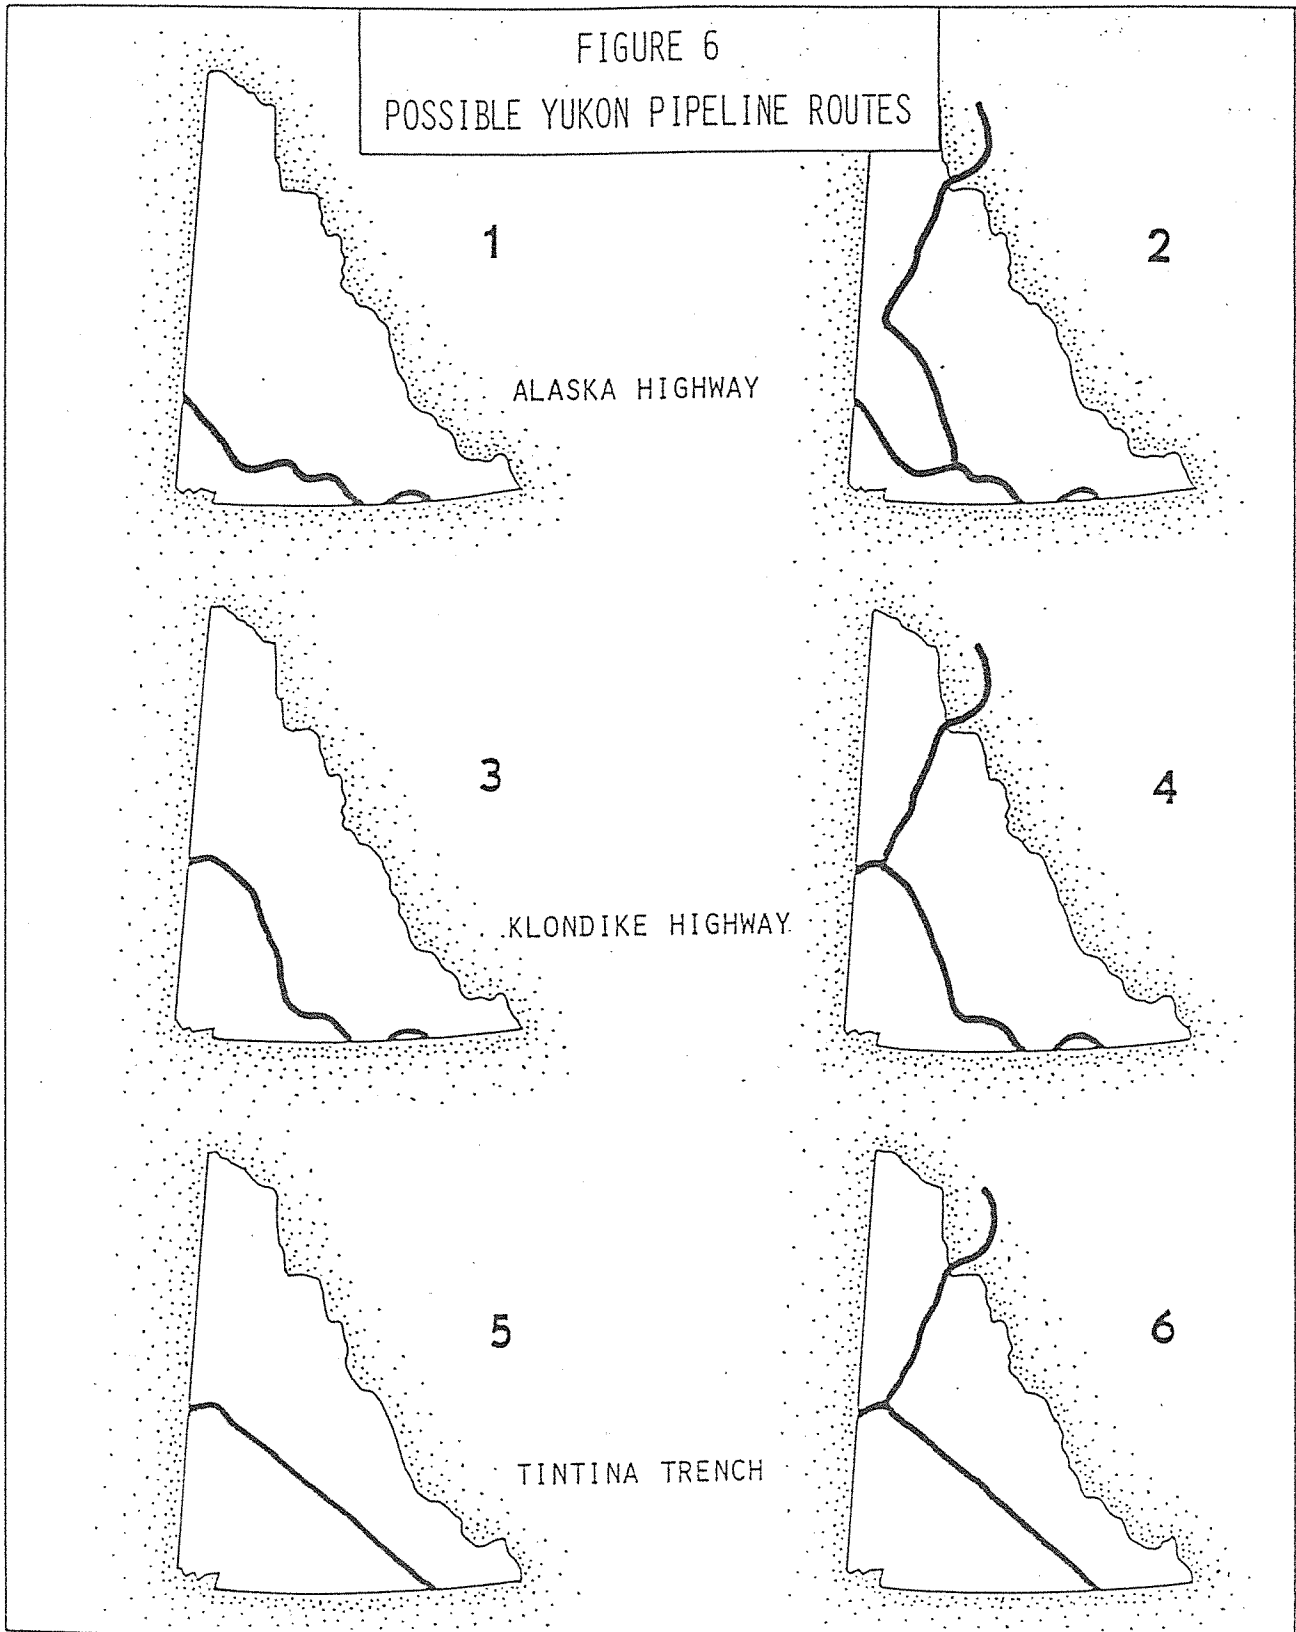 FIGURE 6
POSSIBLE YUKON PIPELINE ROUTES
1
2
ALASKA HIGHWAY
3
4
KLONDIKE HIGHWAY
5
6
TINTINA TRENCH